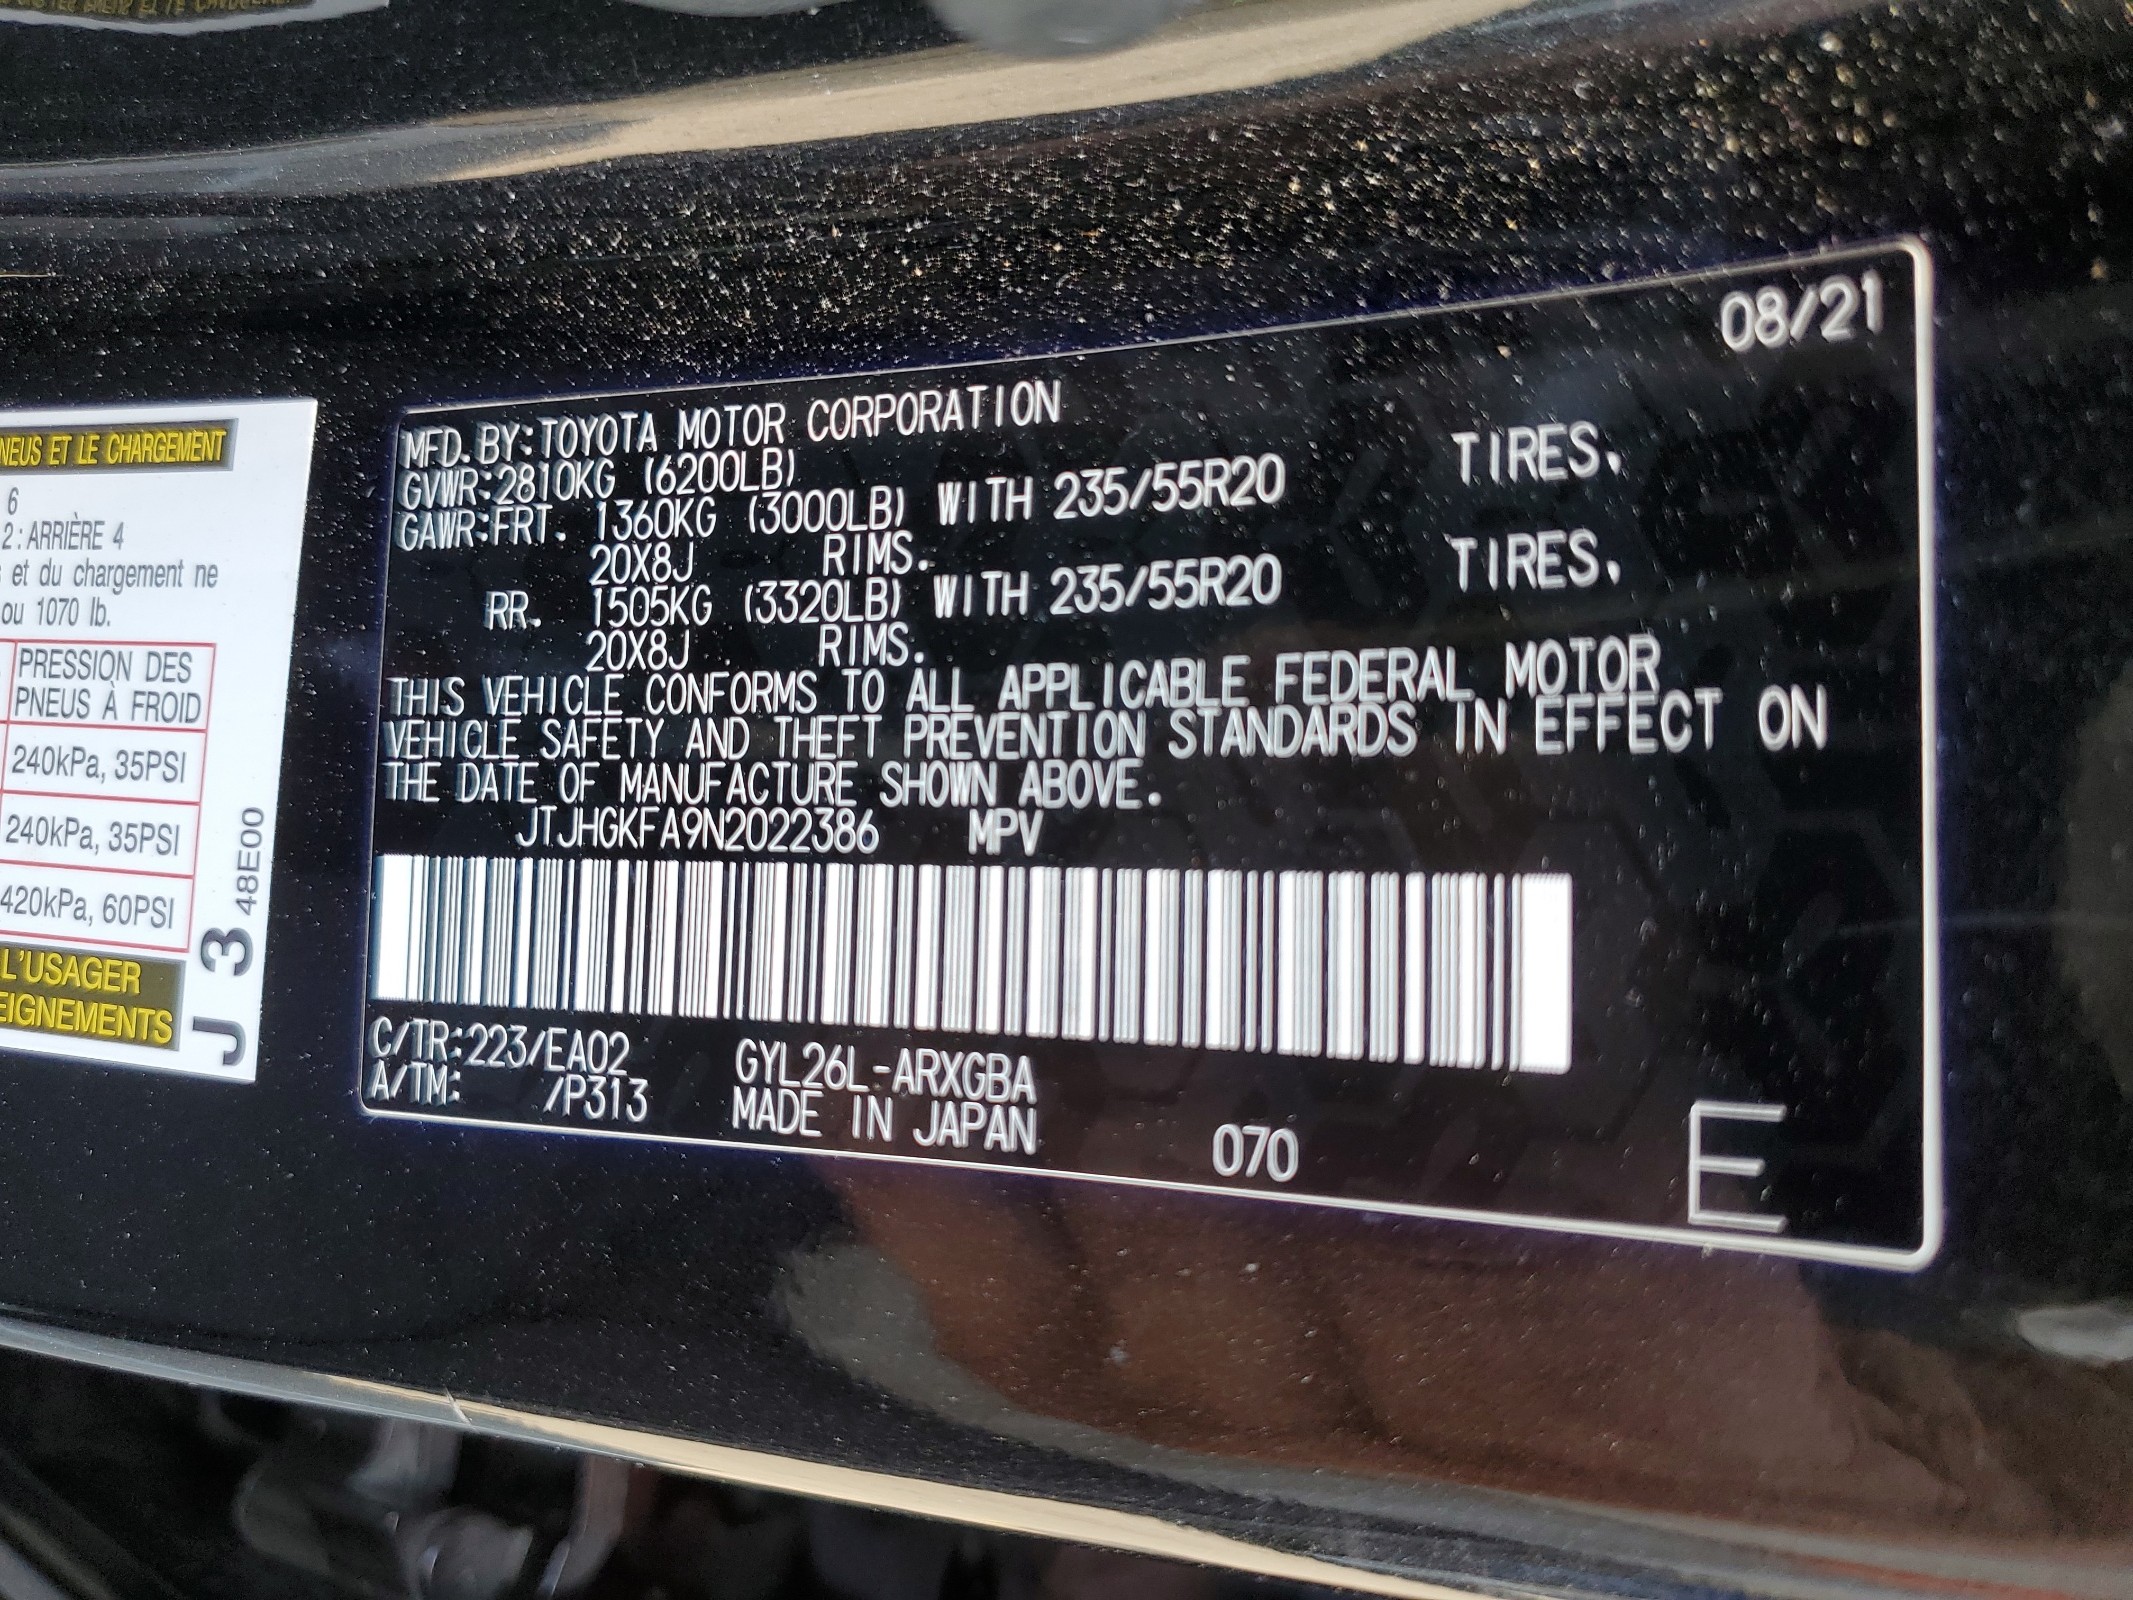 NEUS ET LE CHARGEMENT
6
2: ARRIÈRE 4
et du chargement ne
ou 1070 lb.
PRESSION DES
PNEUS À FROID
240kPa, 35PSI
240kPa, 35PSI
420kPa, 60PSI
L'USAGER
EIGNEMENTS
J 3 48E00
08/21
MFD. BY: TOYOTA MOTOR CORPORATION
GVWR: 2810KG (6200LB)
GAWR: FRT. 1360KG (3000LB) WITH 235/55R20 TIRES.
20X8J RIMS.
RR. 1505KG (3320LB) WITH 235/55R20 TIRES.
20X8J RIMS.
THIS VEHICLE CONFORMS TO ALL APPLICABLE FEDERAL MOTOR
VEHICLE SAFETY AND THEFT PREVENTION STANDARDS IN EFFECT ON
THE DATE OF MANUFACTURE SHOWN ABOVE.
JTJHGKFA9N2022386 MPV
C/TR: 223/EA02 GYL26L-ARXGBA
A/TM: /P313 MADE IN JAPAN
070
E